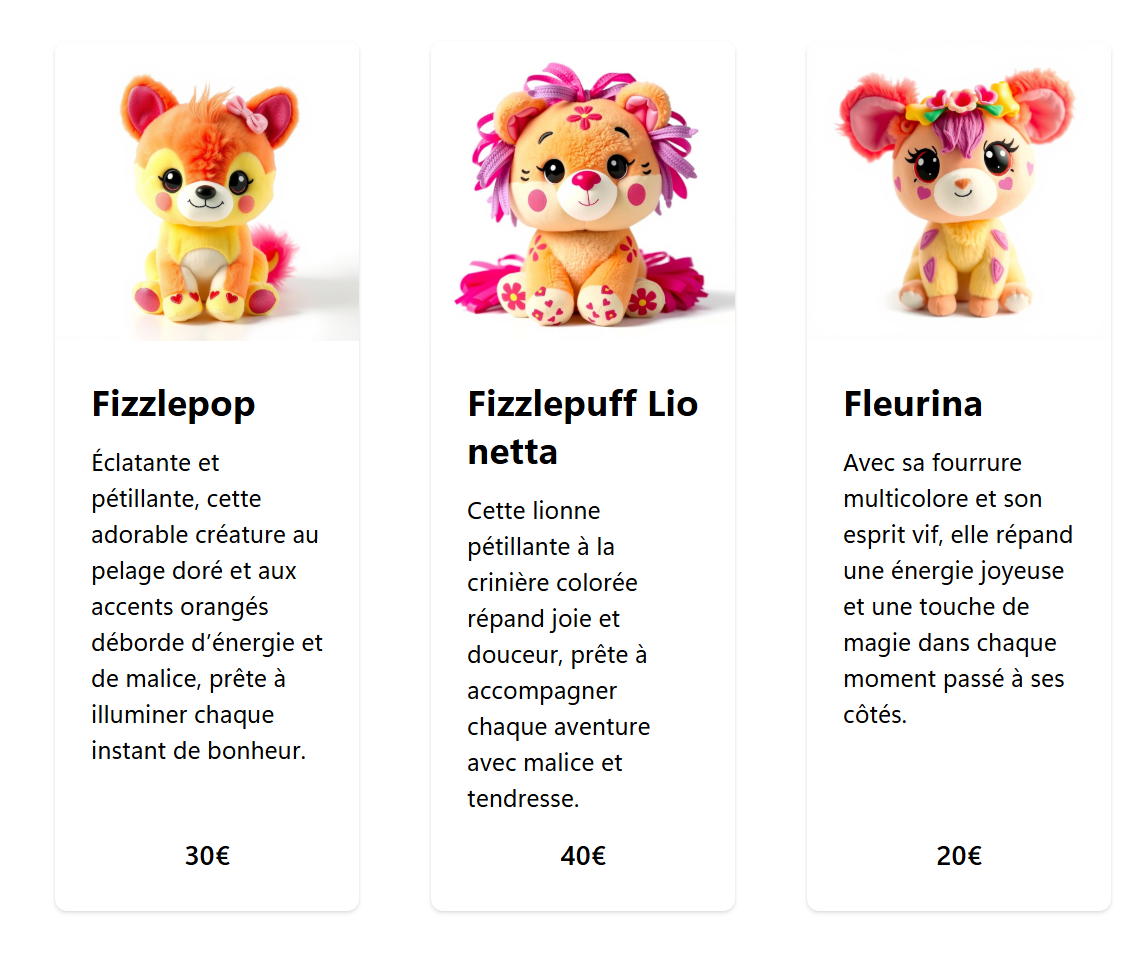 Fizzlepop
Éclatante et
pétillante, cette
adorable créature au
pelage doré et aux
accents orangés
déborde d’énergie et
de malice, prête à
illuminer chaque
instant de bonheur.
30€
Fizzlepuff Lio
netta
Cette lionne
pétillante à la
crinière colorée
répand joie et
douceur, prête à
accompagner
chaque aventure
avec malice et
tendresse.
40€
Fleurina
Avec sa fourrure
multicolore et son
esprit vif, elle répand
une énergie joyeuse
et une touche de
magie dans chaque
moment passé à ses
côtés.
20€